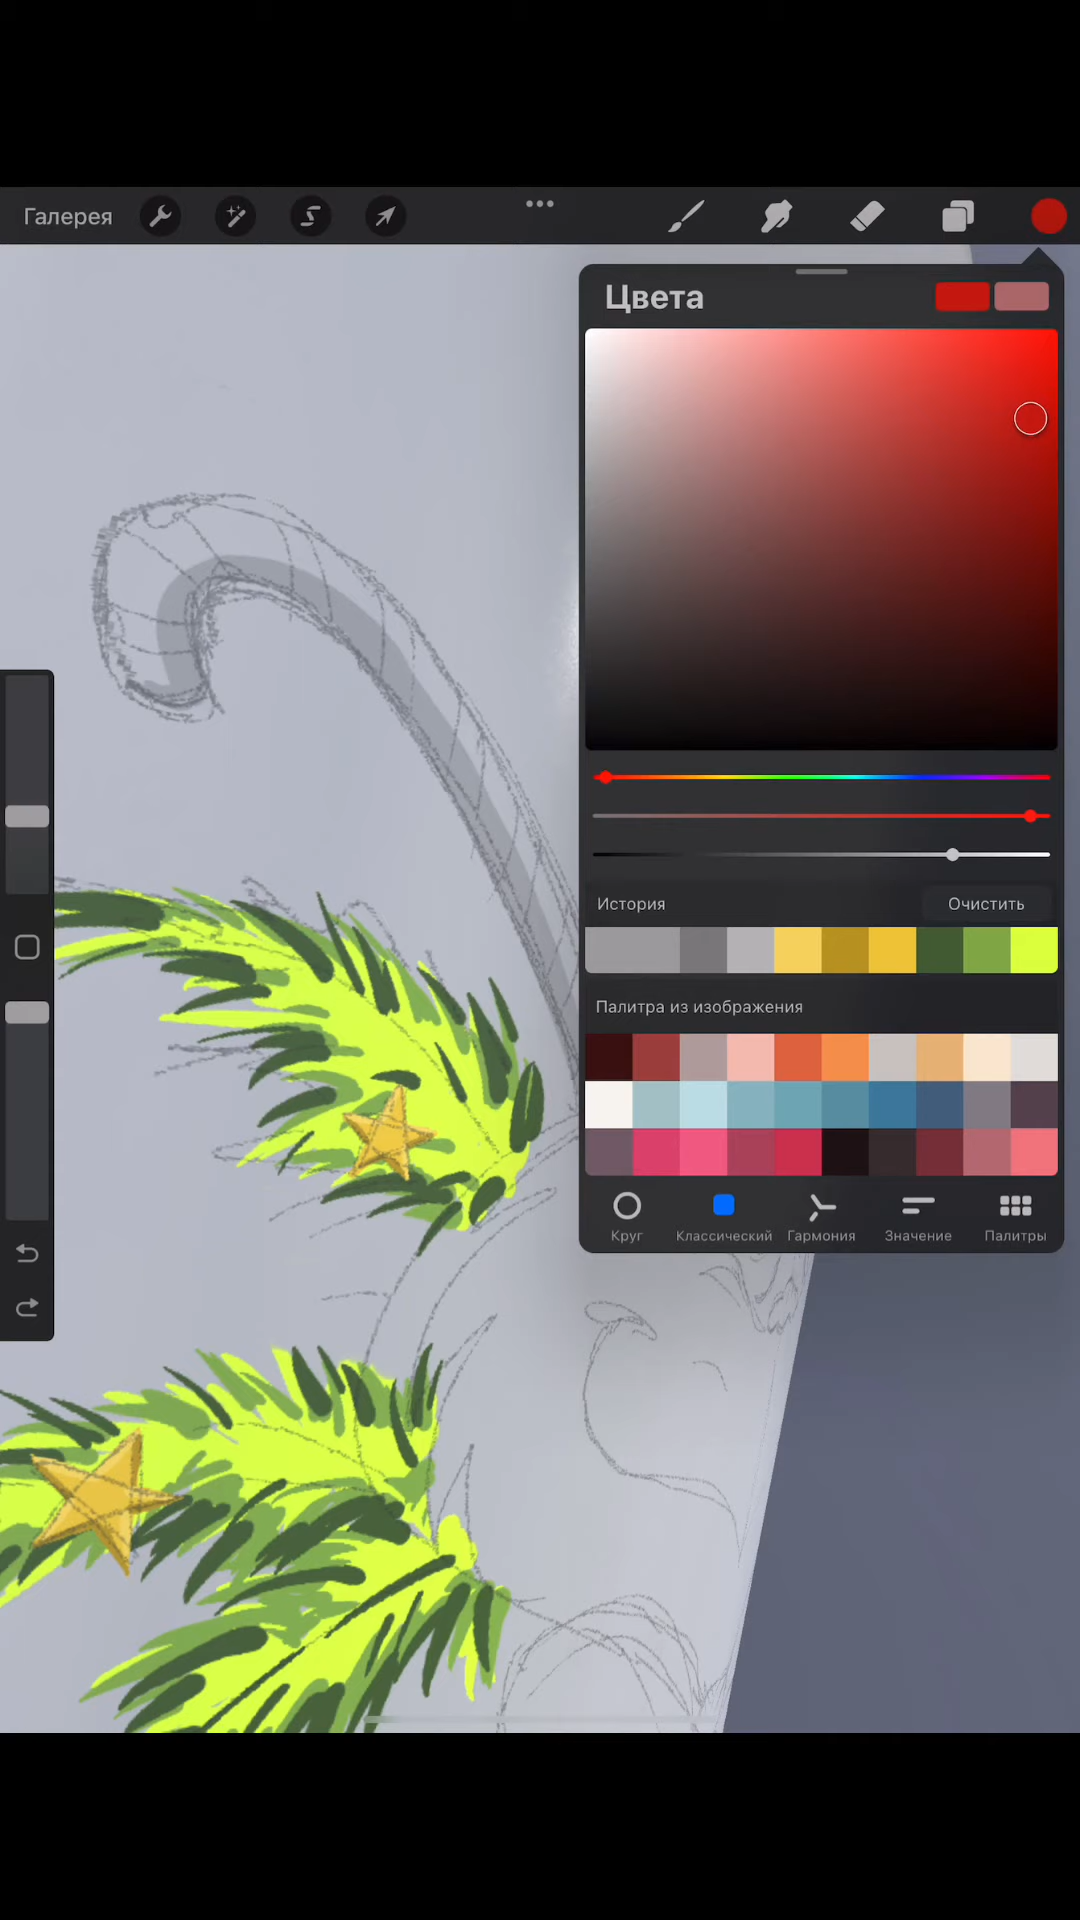 Галерея
Цвета
История
Очистить
Палитра из изображения
Круг
Классический
Гармония
Значение
Палитры